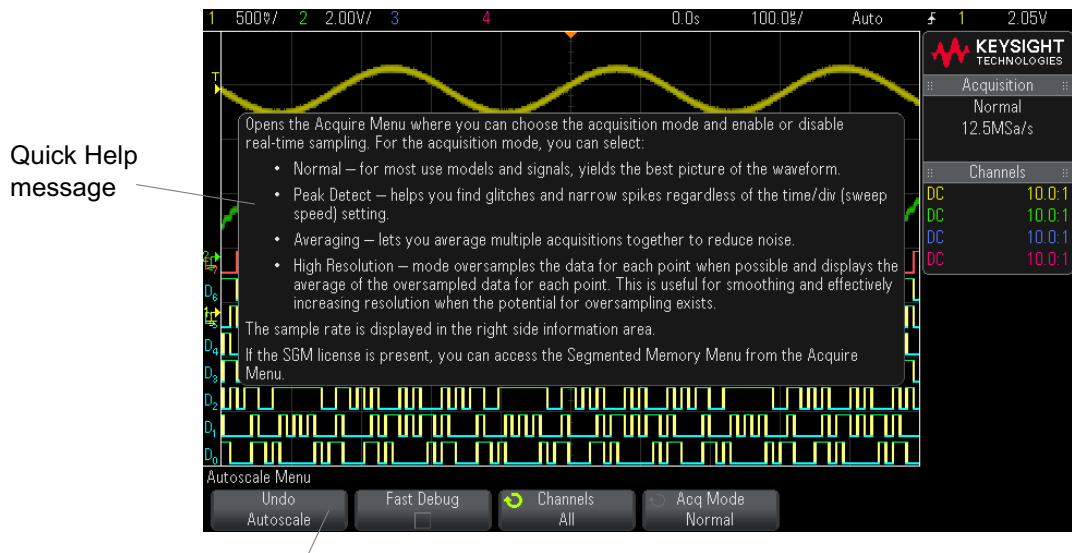 1 500mV/ 2 2.00V/ 3 4 0.0s 100.0µs/ Auto 1 2.05V
KEYSIGHT
TECHNOLOGIES
Acquisition
Normal
12.5MSa/s
Channels
DC 10.0:1
DC 10.0:1
DC 10.0:1
DC 10.0:1
Quick Help
message
T
Opens the Acquire Menu where you can choose the acquisition mode and enable or disable
real-time sampling. For the acquisition mode, you can select:
• Normal – for most use models and signals, yields the best picture of the waveform.
• Peak Detect – helps you find glitches and narrow spikes regardless of the time/div (sweep
speed) setting.
• Averaging – lets you average multiple acquisitions together to reduce noise.
• High Resolution – mode oversamples the data for each point when possible and displays the
average of the oversampled data for each point. This is useful for smoothing and effectively
increasing resolution when the potential for oversampling exists.
The sample rate is displayed in the right side information area.
If the SGM license is present, you can access the Segmented Memory Menu from the Acquire
Menu.
D6
D4
D3
D2
D1
D0
Autoscale Menu
Undo
Autoscale
Fast Debug
Channels
All
Acq Mode
Normal